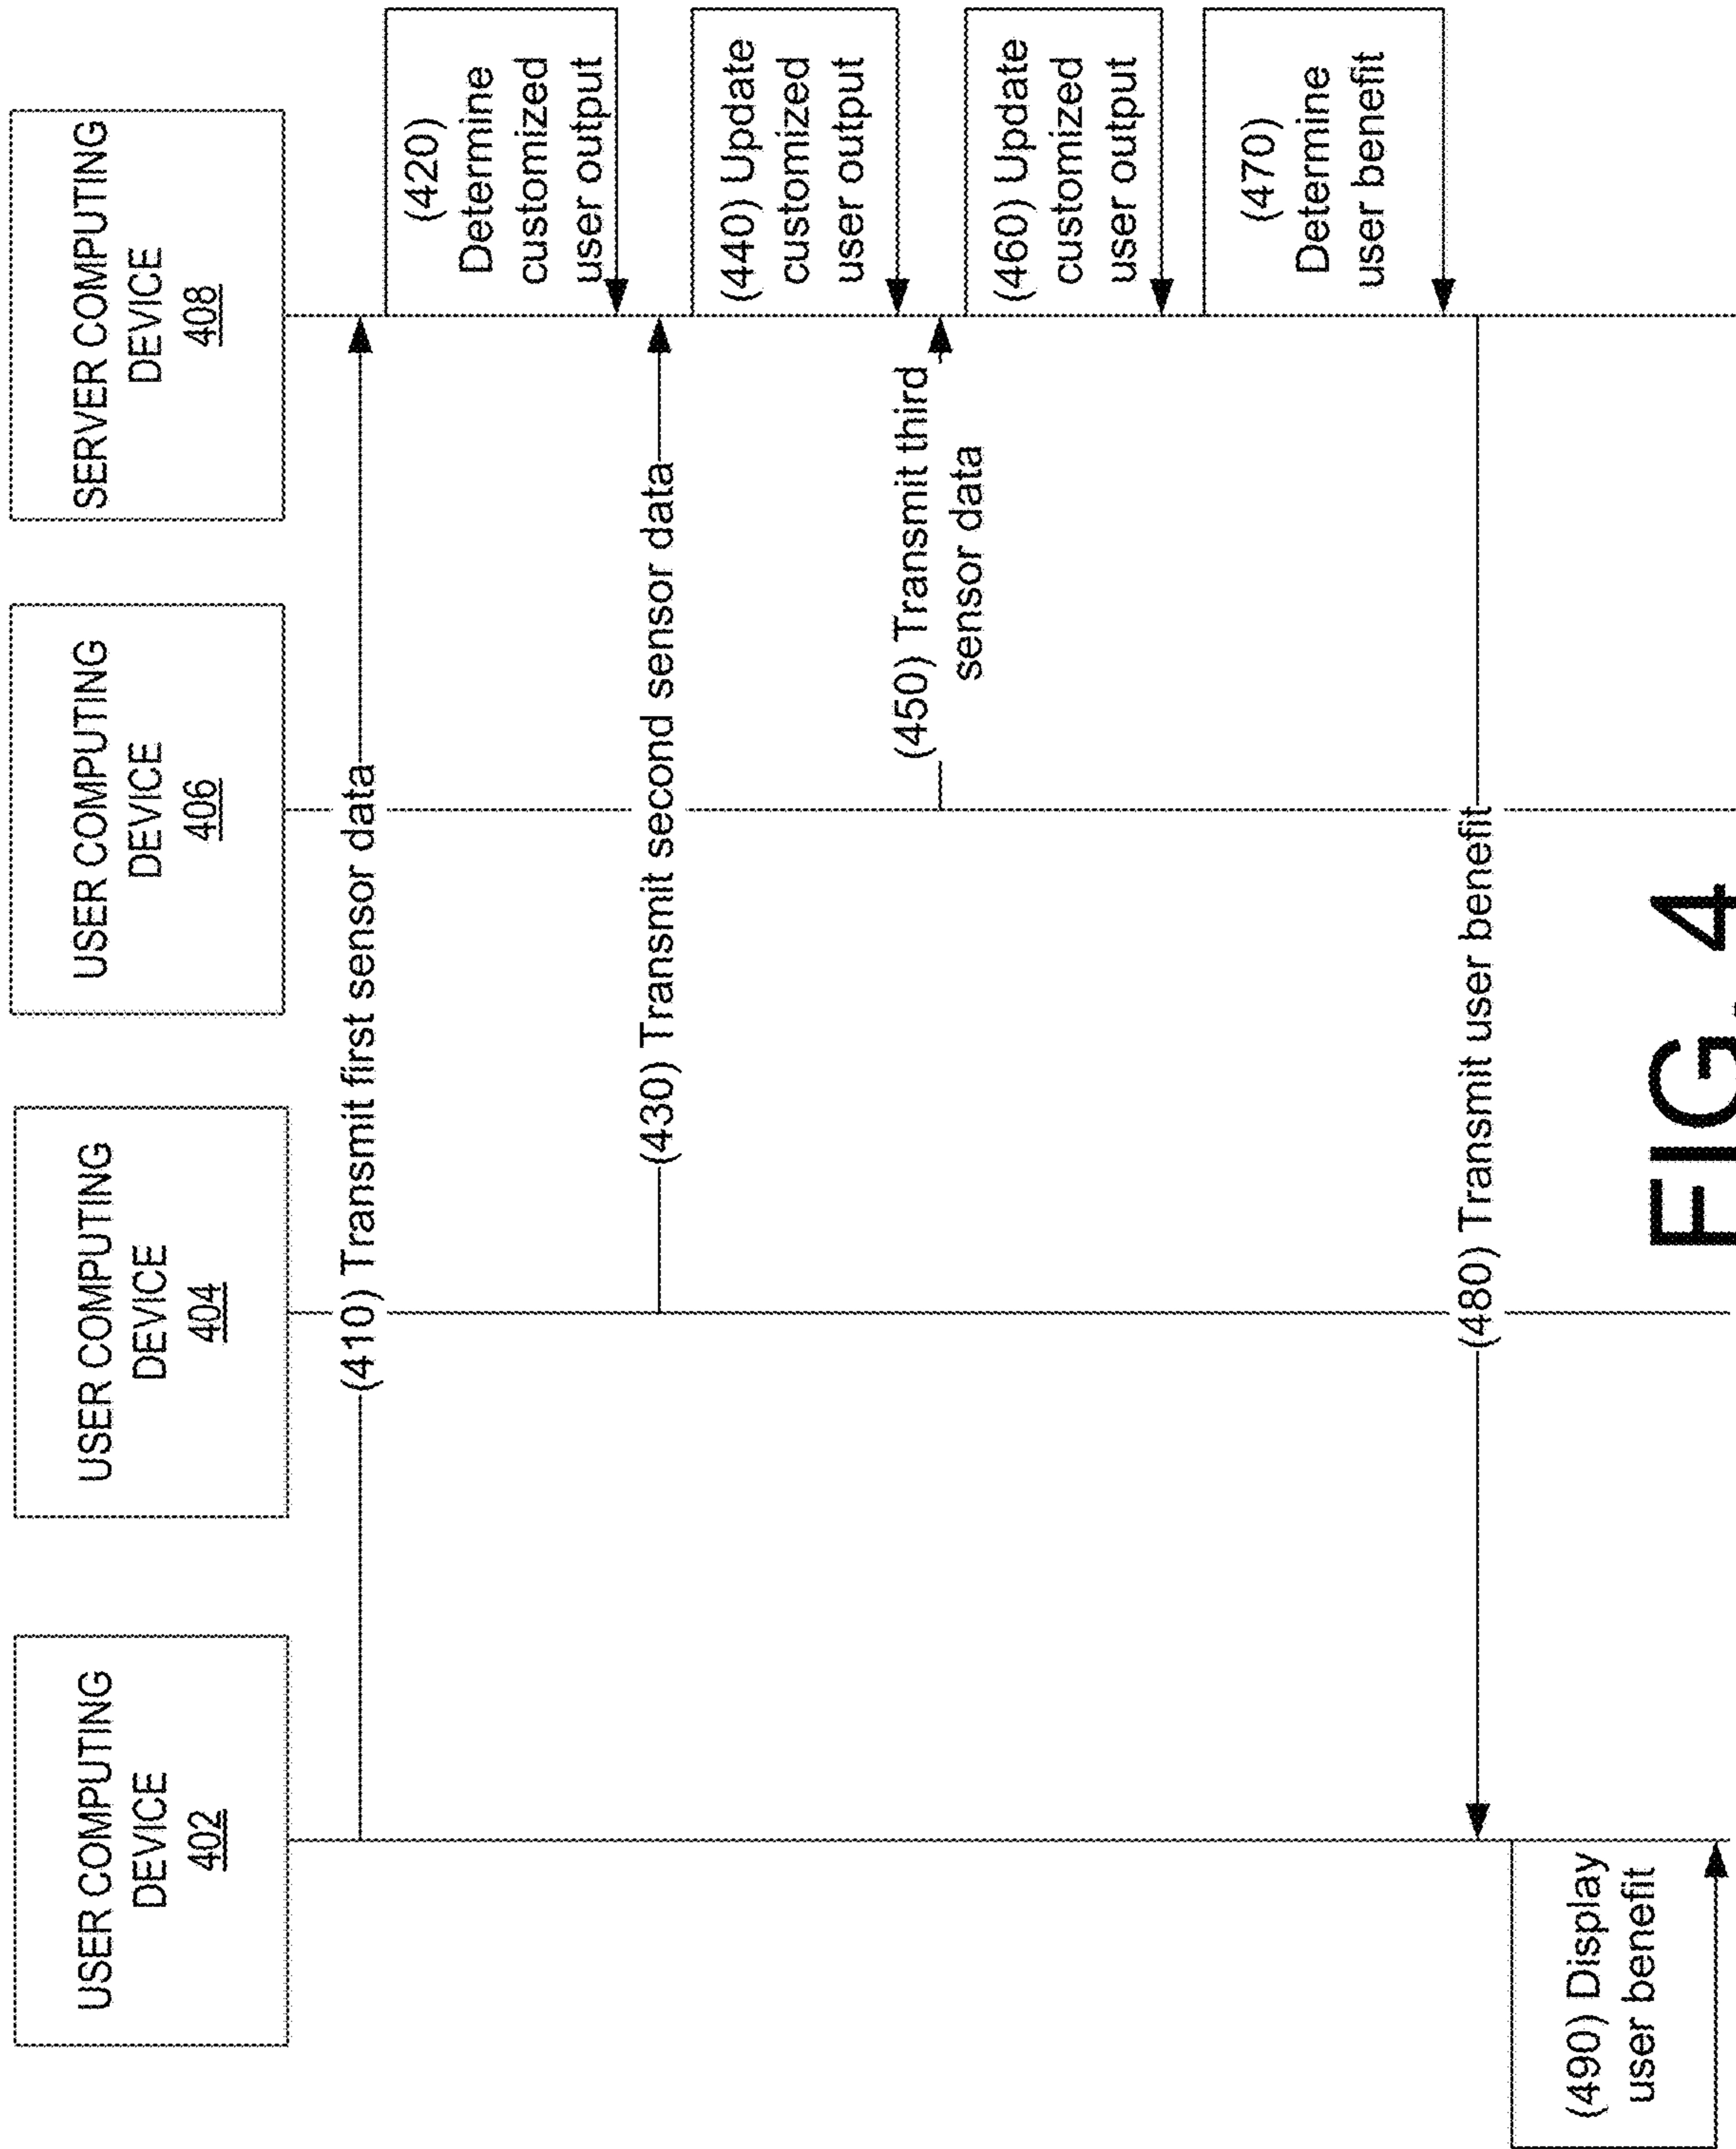 USER COMPUTING
DEVICE
402
USER COMPUTING
DEVICE
404
USER COMPUTING
DEVICE
406
SERVER COMPUTING
DEVICE
408
(410) Transmit first sensor data
(420)
Determine
customized
user output
(430) Transmit second sensor data
(440) Update
customized
user output
(450) Transmit third
sensor data
(460) Update
customized
user output
(470)
Determine
user benefit
(480) Transmit user benefit
(490) Display
user benefit
FIG. 4